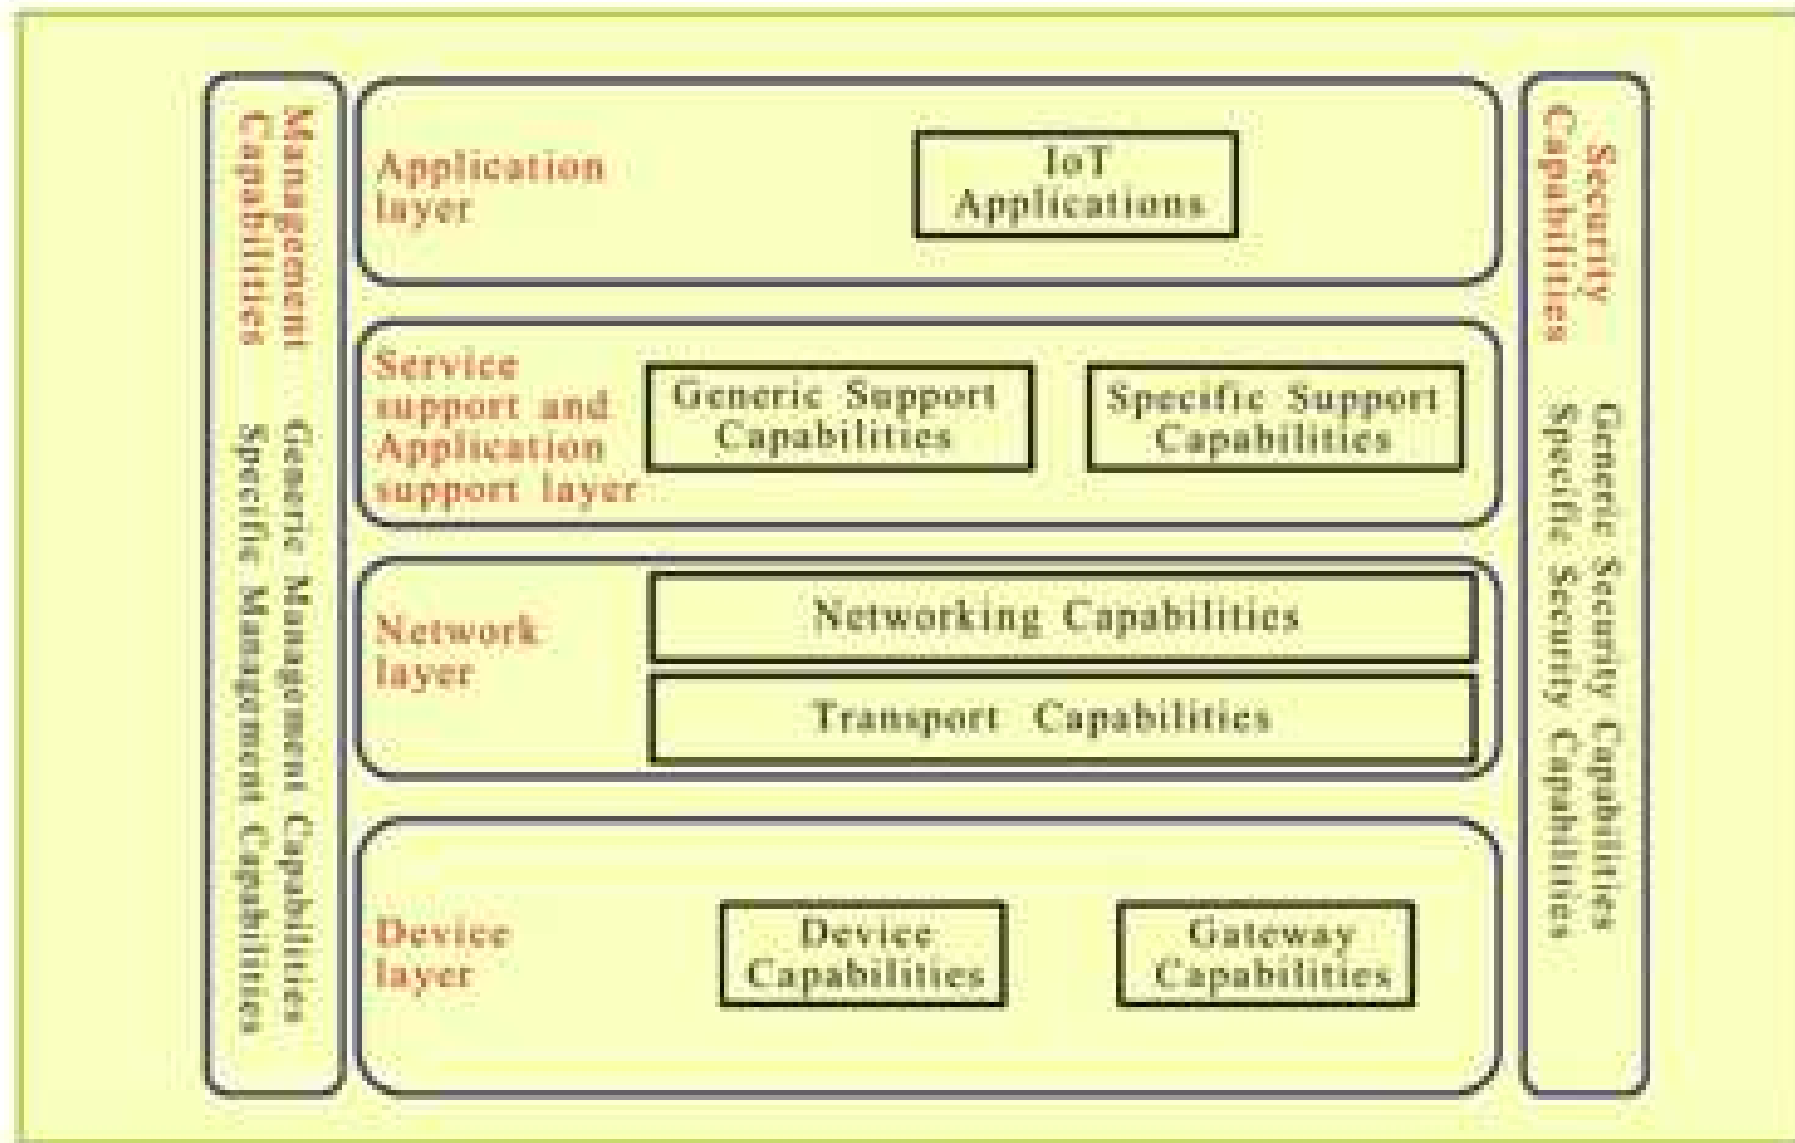 Management
Capabilities
Generic Management Capabilities
Specific Management Capabilities
Application
layer
IoT
Applications
Service
support and
Application
support layer
Generic Support
Capabilities
Specific Support
Capabilities
Network
layer
Networking Capabilities
Transport Capabilities
Device
layer
Device
Capabilities
Gateway
Capabilities
Security
Capabilities
Generic Security Capabilities
Specific Security Capabilities